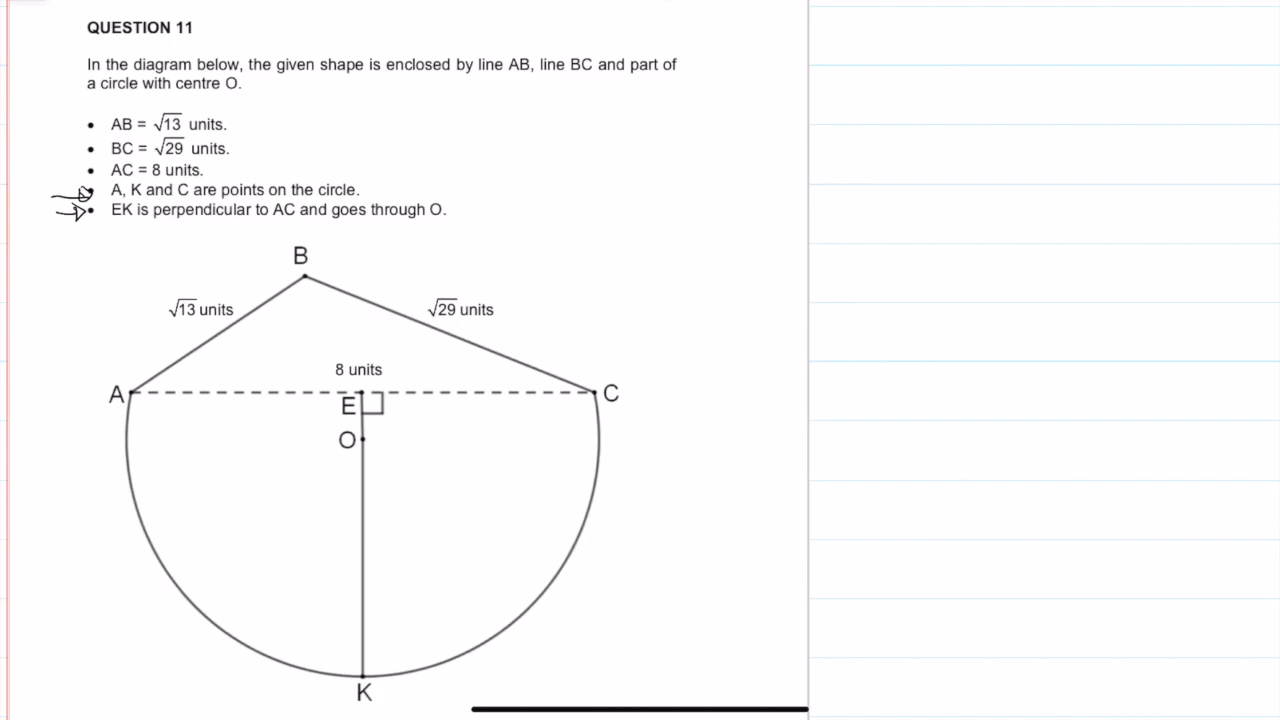 QUESTION 11
In the diagram below, the given shape is enclosed by line AB, line BC and part of
a circle with centre O.
• AB = √13 units.
• BC = √29 units.
• AC = 8 units.
• A, K and C are points on the circle.
• EK is perpendicular to AC and goes through O.
B
√13 units
√29 units
8 units
A
C
E
O
K